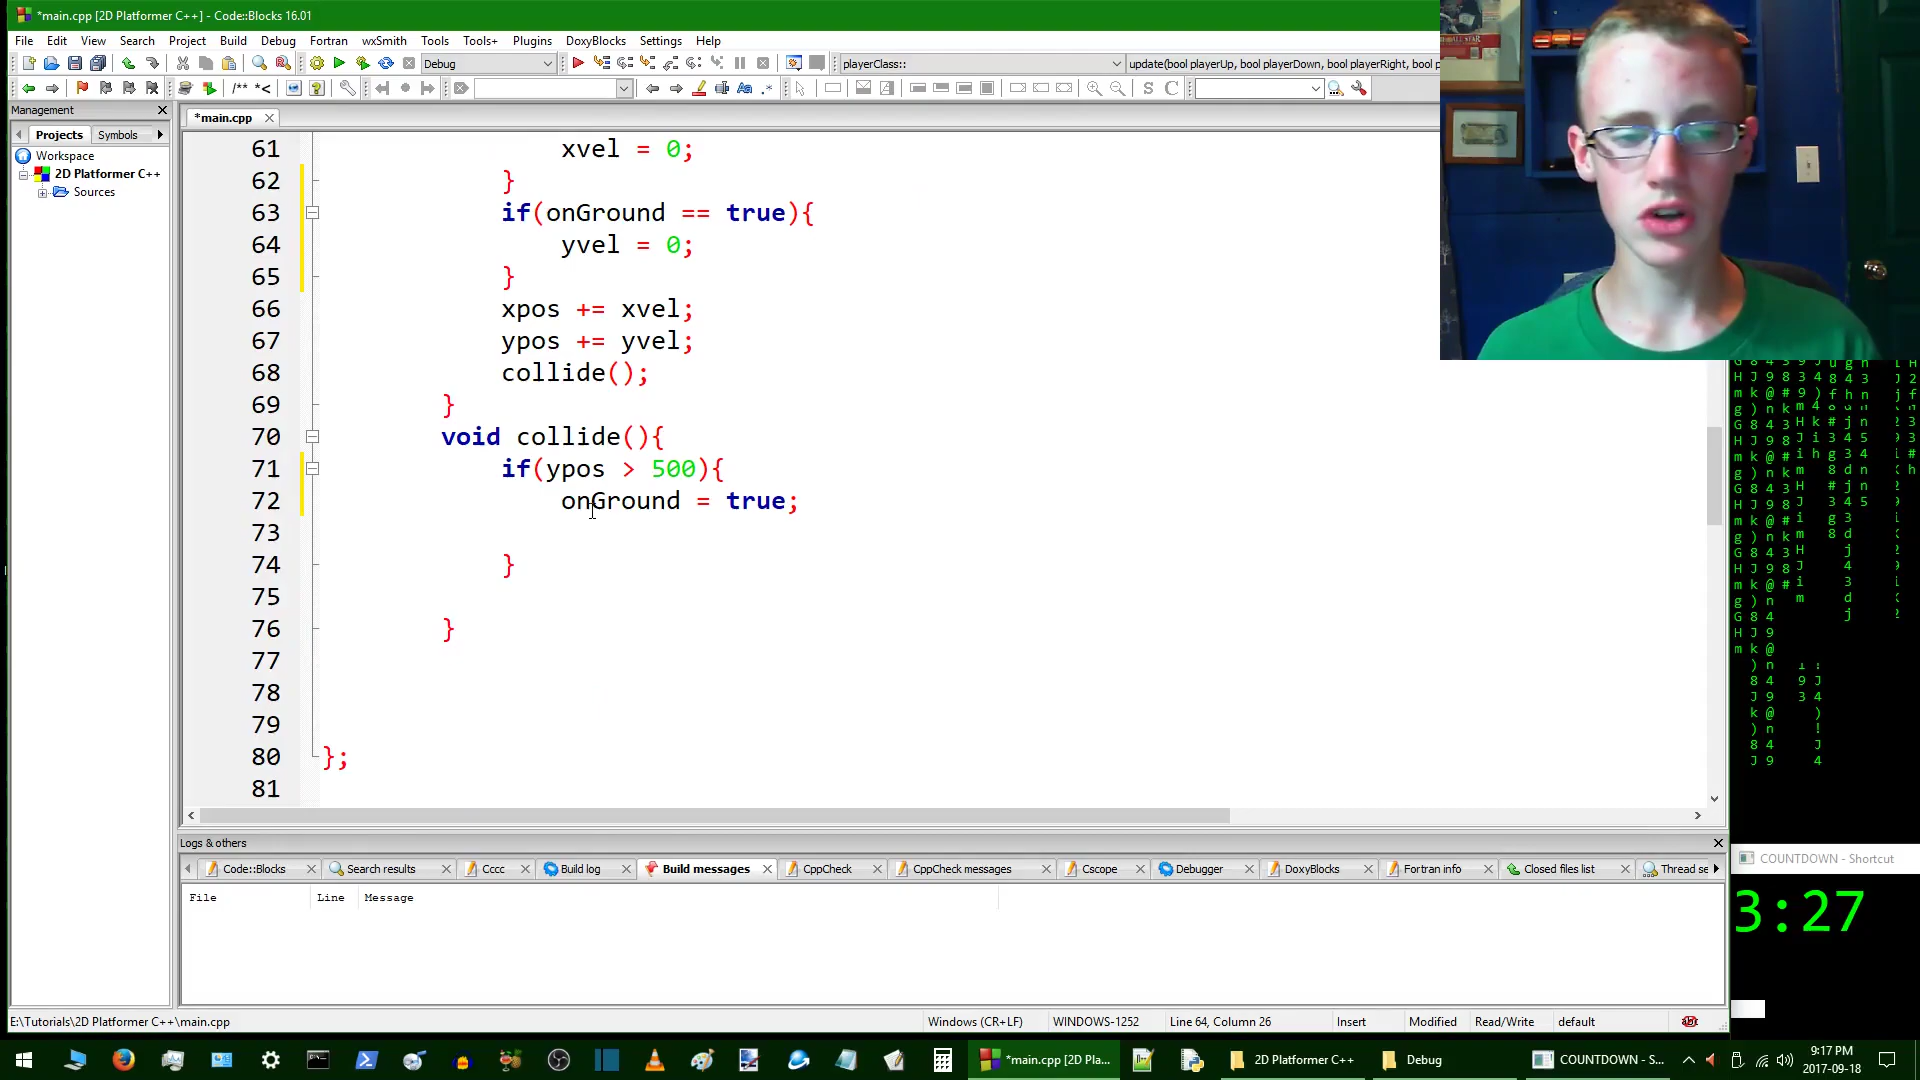 *main.cpp [2D Platformer C++] - Code::Blocks 16.01
File Edit View Search Project Build Debug Fortran wxSmith Tools Tools+ Plugins DoxyBlocks Settings Help
Debug
playerClass::
update(bool playerUp, bool playerDown, bool playerRight, bool p
/** *<
S C
Management
Projects Symbols
*main.cpp
Workspace
2D Platformer C++
Sources
61 xvel = 0;
62 }
63 if(onGround == true){
64 yvel = 0;
65 }
66 xpos += xvel;
67 ypos += yvel;
68 collide();
69 }
70 void collide(){
71 if(ypos > 500){
72 onGround = true;
73
74 }
75
76 }
77
78
79
80 };
81
Logs & others
Code::Blocks Search results Cccc Build log Build messages CppCheck CppCheck messages Cscope Debugger DoxyBlocks Fortran info Closed files list Thread se
File Line Message
COUNTDOWN - Shortcut
3:27
E:\Tutorials\2D Platformer C++\main.cpp Windows (CR+LF) WINDOWS-1252 Line 64, Column 26 Insert Modified Read/Write default
*main.cpp [2D Pla... 2D Platformer C++ Debug COUNTDOWN - S...
9:17 PM
2017-09-18